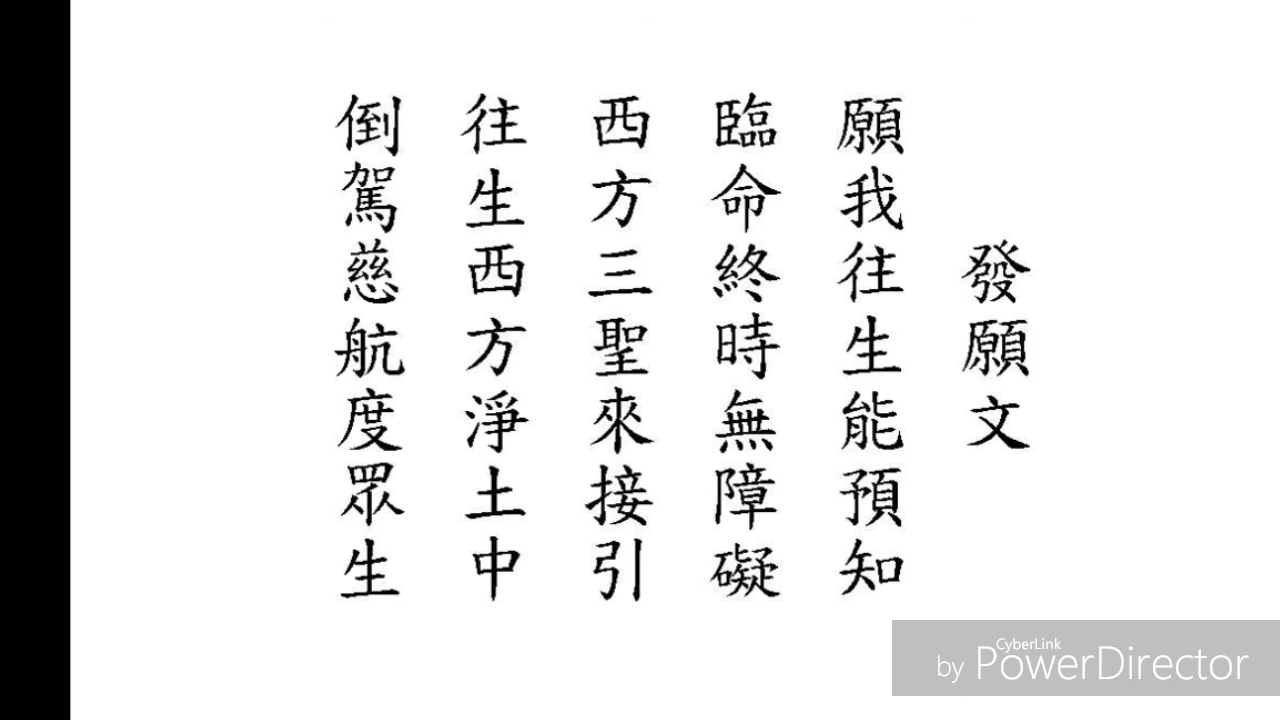 發願文
願我往生能預知
臨命終時無障礙
西方三聖來接引
往生西方淨土中
倒駕慈航度眾生
CyberLink
by PowerDirector